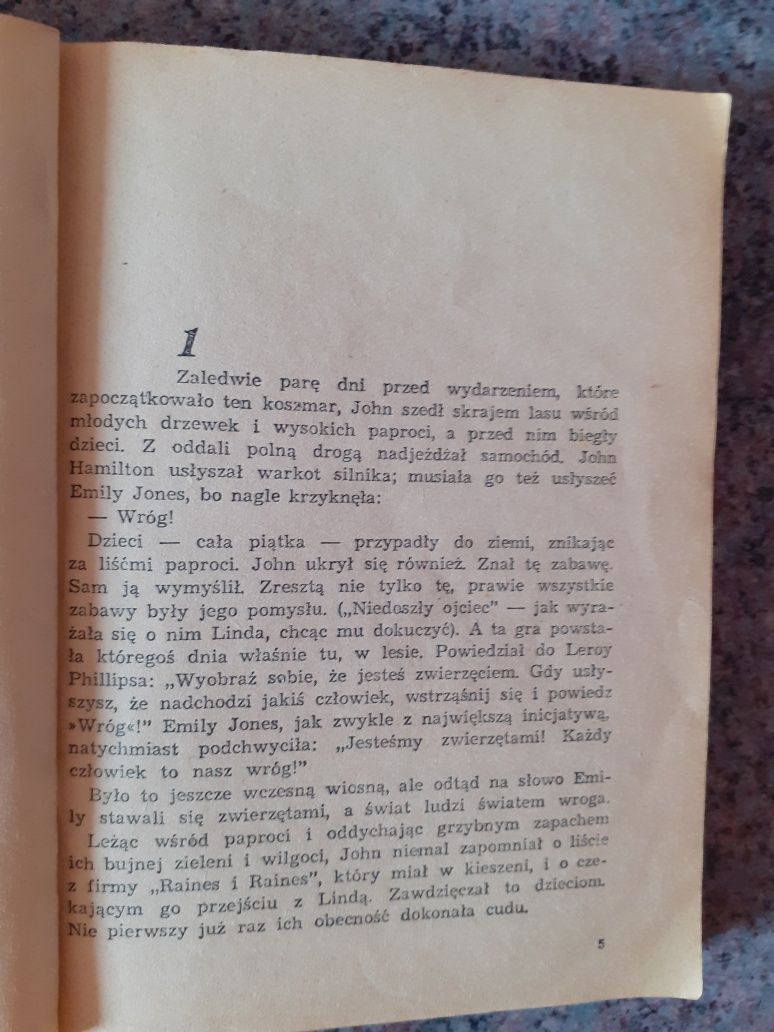 1
Zaledwie parę dni przed wydarzeniem, które
zapoczątkowało ten koszmar, John szedł skrajem lasu wśród
młodych drzewek i wysokich paproci, a przed nim biegły
dzieci. Z oddali polną drogą nadjeżdżał samochód. John
Hamilton usłyszał warkot silnika; musiała go też usłyszeć
Emily Jones, bo nagle krzyknęła:
— Wróg!
Dzieci — cała piątka — przypadły do ziemi, znikając
za liśćmi paproci. John ukrył się również. Znał tę zabawę.
Sam ją wymyślił. Zresztą nie tylko tę, prawie wszystkie
zabawy były jego pomysłu. („Niedoszły ojciec” — jak wyra-
żała się o nim Linda, chcąc mu dokuczyć). A ta gra powsta-
ła któregoś dnia właśnie tu, w lesie. Powiedział do Leroy
Phillipsa: „Wyobraź sobie, że jesteś zwierzęciem. Gdy usły-
szysz, że nadchodzi jakiś człowiek, wstrząśnij się i powiedz
»Wróg«!” Emily Jones, jak zwykle z największą inicjatywą,
natychmiast podchwyciła: „Jesteśmy zwierzętami! Każdy
człowiek to nasz wróg!”
Było to jeszcze wczesną wiosną, ale odtąd na słowo Emi-
ly stawali się zwierzętami, a świat ludzi światem wroga.
Leżąc wśród paproci i oddychając grzybnym zapachem
ich bujnej zieleni i wilgoci, John niemal zapomniał o liście
z firmy „Raines i Raines”, który miał w kieszeni, i o cze-
kającym go przejściu z Lindą. Zawdzięczał to dzieciom.
Nie pierwszy już raz ich obecność dokonała cudu.
5